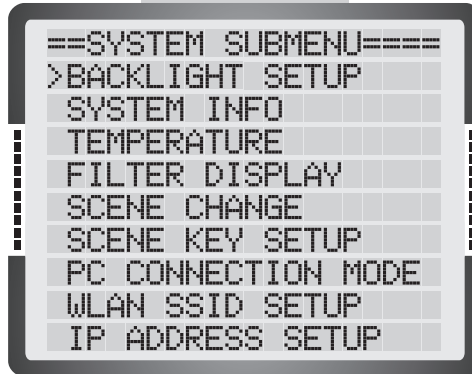 ==SYSTEM SUBMENU====
>BACKLIGHT SETUP
SYSTEM INFO
TEMPERATURE
FILTER DISPLAY
SCENE CHANGE
SCENE KEY SETUP
PC CONNECTION MODE
WLAN SSID SETUP
IP ADDRESS SETUP